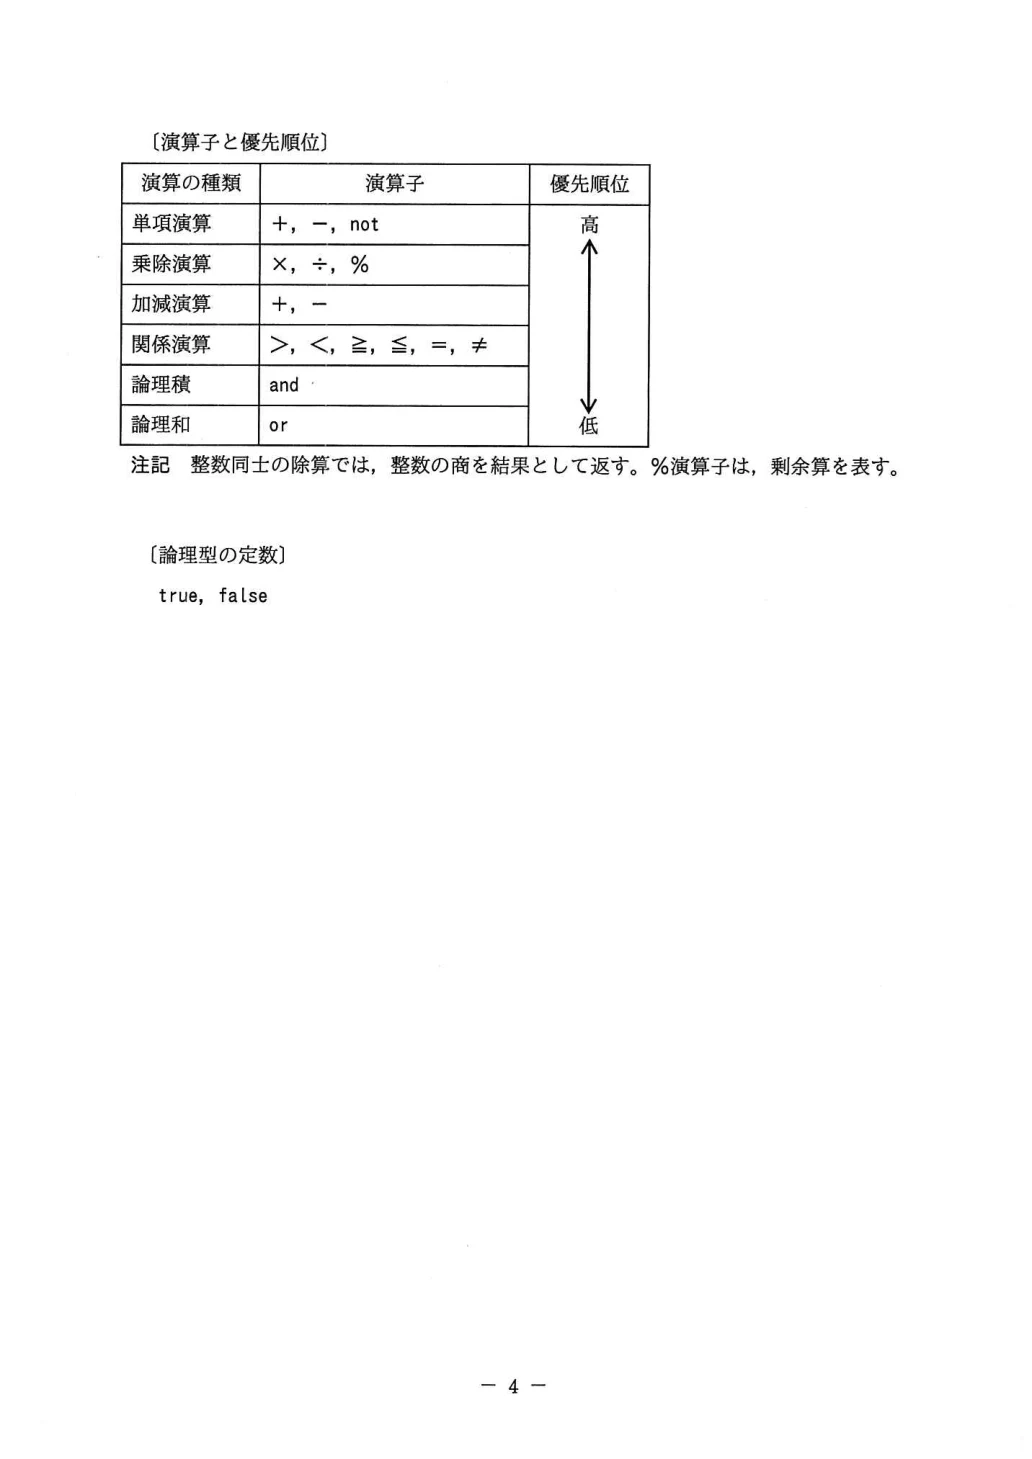 〔演算子と優先順位〕
演算の種類 演算子 優先順位
単項演算 ＋, －, not 高
乗除演算 ×, ÷, %
加減演算 ＋, －
関係演算 ＞, ＜, ≧, ≦, ＝, ≠
論理積 and
論理和 or 低
注記 整数同士の除算では，整数の商を結果として返す。%演算子は，剰余算を表す。
〔論理型の定数〕
true, false
－ 4 －